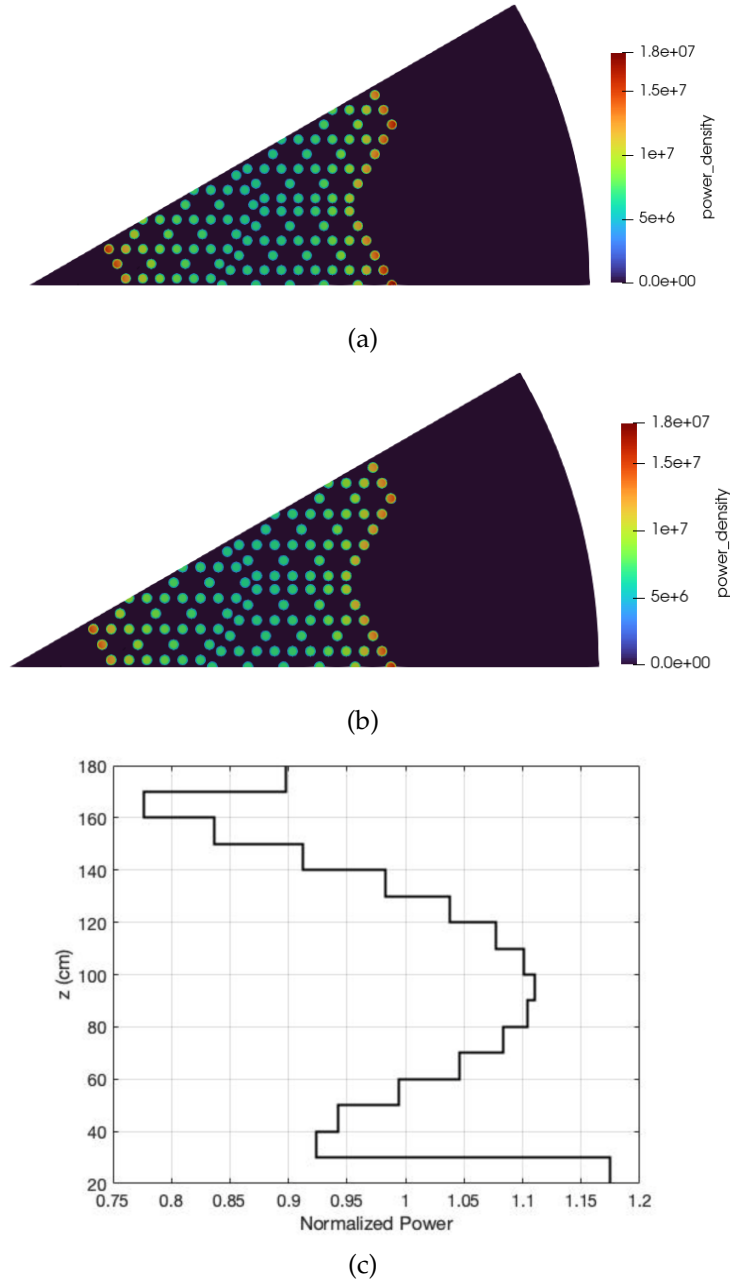 1.8e+07
1.5e+7
1e+7
5e+6
0.0e+00
power_density
(a)
1.8e+07
1.5e+7
1e+7
5e+6
0.0e+00
power_density
(b)
180
160
140
120
100
80
60
40
20
z (cm)
0.75 0.8 0.85 0.9 0.95 1 1.05 1.1 1.15 1.2
Normalized Power
(c)